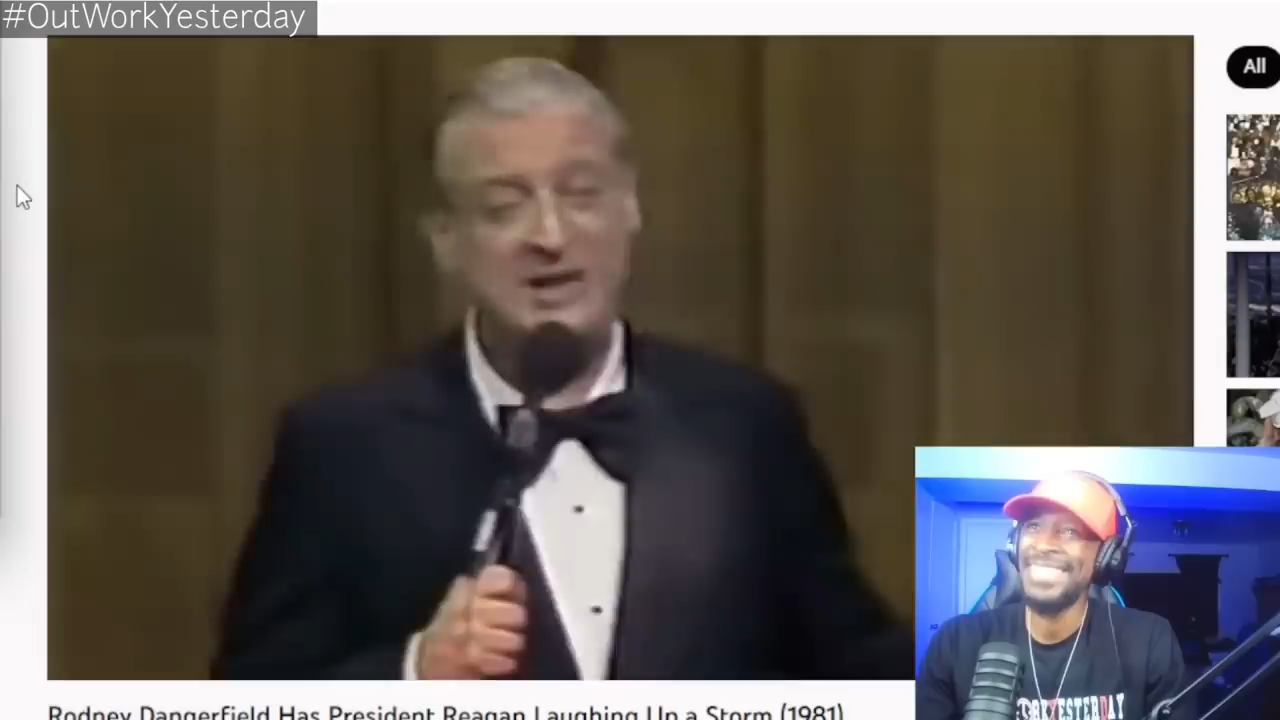 #OutWorkYesterday
All
Rodney Dangerfield Has President Reagan Laughing Up a Storm (1981)